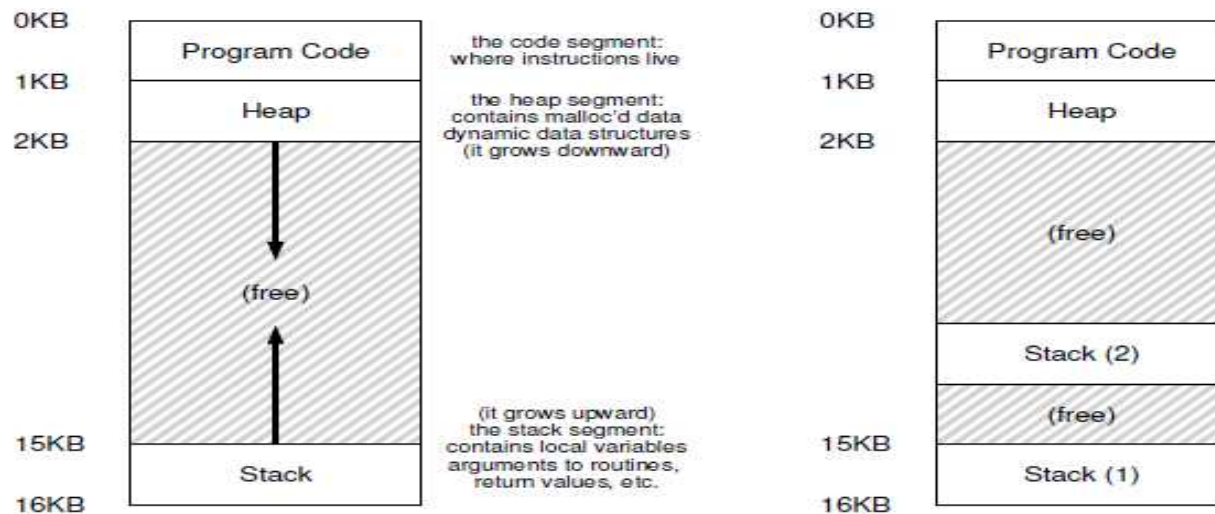 0KB
Program Code
the code segment:
where instructions live
1KB
Heap
the heap segment:
contains malloc'd data
dynamic data structures
(it grows downward)
2KB
(free)
(it grows upward)
the stack segment:
contains local variables
arguments to routines,
return values, etc.
15KB
Stack
16KB
0KB
Program Code
1KB
Heap
2KB
(free)
Stack (2)
(free)
15KB
Stack (1)
16KB